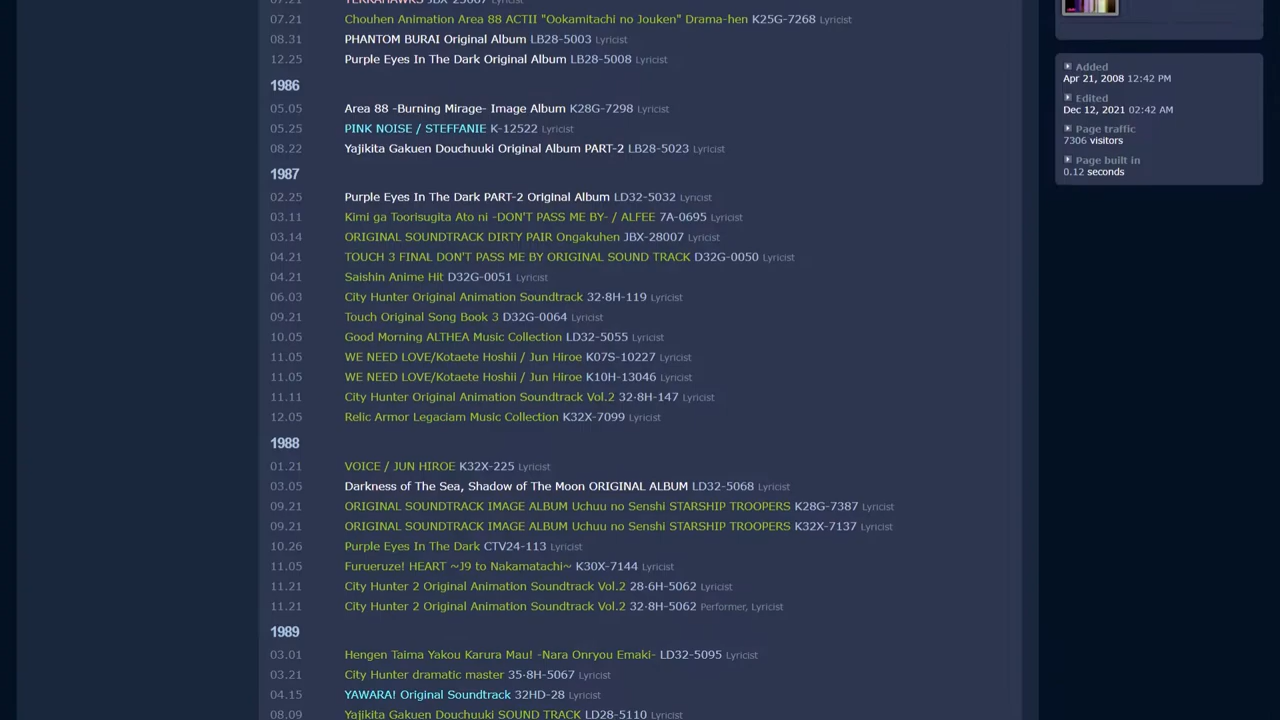 07.21 TERRAHAWKS JBX-25067 Lyricist
07.21 Chouhen Animation Area 88 ACTII "Ookamitachi no Jouken" Drama-hen K25G-7268 Lyricist
08.31 PHANTOM BURAI Original Album LB28-5003 Lyricist
12.25 Purple Eyes In The Dark Original Album LB28-5008 Lyricist
1986
05.05 Area 88 -Burning Mirage- Image Album K28G-7298 Lyricist
05.25 PINK NOISE / STEFFANIE K-12522 Lyricist
08.22 Yajikita Gakuen Douchuuki Original Album PART-2 LB28-5023 Lyricist
1987
02.25 Purple Eyes In The Dark PART-2 Original Album LD32-5032 Lyricist
03.11 Kimi ga Toorisugita Ato ni -DON'T PASS ME BY- / ALFEE 7A-0695 Lyricist
03.14 ORIGINAL SOUNDTRACK DIRTY PAIR Ongakuhen JBX-28007 Lyricist
04.21 TOUCH 3 FINAL DON'T PASS ME BY ORIGINAL SOUND TRACK D32G-0050 Lyricist
04.21 Saishin Anime Hit D32G-0051 Lyricist
06.03 City Hunter Original Animation Soundtrack 32·8H-119 Lyricist
09.21 Touch Original Song Book 3 D32G-0064 Lyricist
10.05 Good Morning ALTHEA Music Collection LD32-5055 Lyricist
11.05 WE NEED LOVE/Kotaete Hoshii / Jun Hiroe K07S-10227 Lyricist
11.05 WE NEED LOVE/Kotaete Hoshii / Jun Hiroe K10H-13046 Lyricist
11.11 City Hunter Original Animation Soundtrack Vol.2 32·8H-147 Lyricist
12.05 Relic Armor Legaciam Music Collection K32X-7099 Lyricist
1988
01.21 VOICE / JUN HIROE K32X-225 Lyricist
03.05 Darkness of The Sea, Shadow of The Moon ORIGINAL ALBUM LD32-5068 Lyricist
09.21 ORIGINAL SOUNDTRACK IMAGE ALBUM Uchuu no Senshi STARSHIP TROOPERS K28G-7387 Lyricist
09.21 ORIGINAL SOUNDTRACK IMAGE ALBUM Uchuu no Senshi STARSHIP TROOPERS K32X-7137 Lyricist
10.26 Purple Eyes In The Dark CTV24-113 Lyricist
11.05 Furueruze! HEART ~J9 to Nakamatachi~ K30X-7144 Lyricist
11.21 City Hunter 2 Original Animation Soundtrack Vol.2 28·6H-5062 Lyricist
11.21 City Hunter 2 Original Animation Soundtrack Vol.2 32·8H-5062 Performer, Lyricist
1989
03.01 Hengen Taima Yakou Karura Mau! -Nara Onryou Emaki- LD32-5095 Lyricist
03.21 City Hunter dramatic master 35·8H-5067 Lyricist
04.15 YAWARA! Original Soundtrack 32HD-28 Lyricist
08.09 Yajikita Gakuen Douchuuki SOUND TRACK LD28-5110 Lyricist
Added
Apr 21, 2008 12:42 PM
Edited
Dec 12, 2021 02:42 AM
Page traffic
7306 visitors
Page built in
0.12 seconds